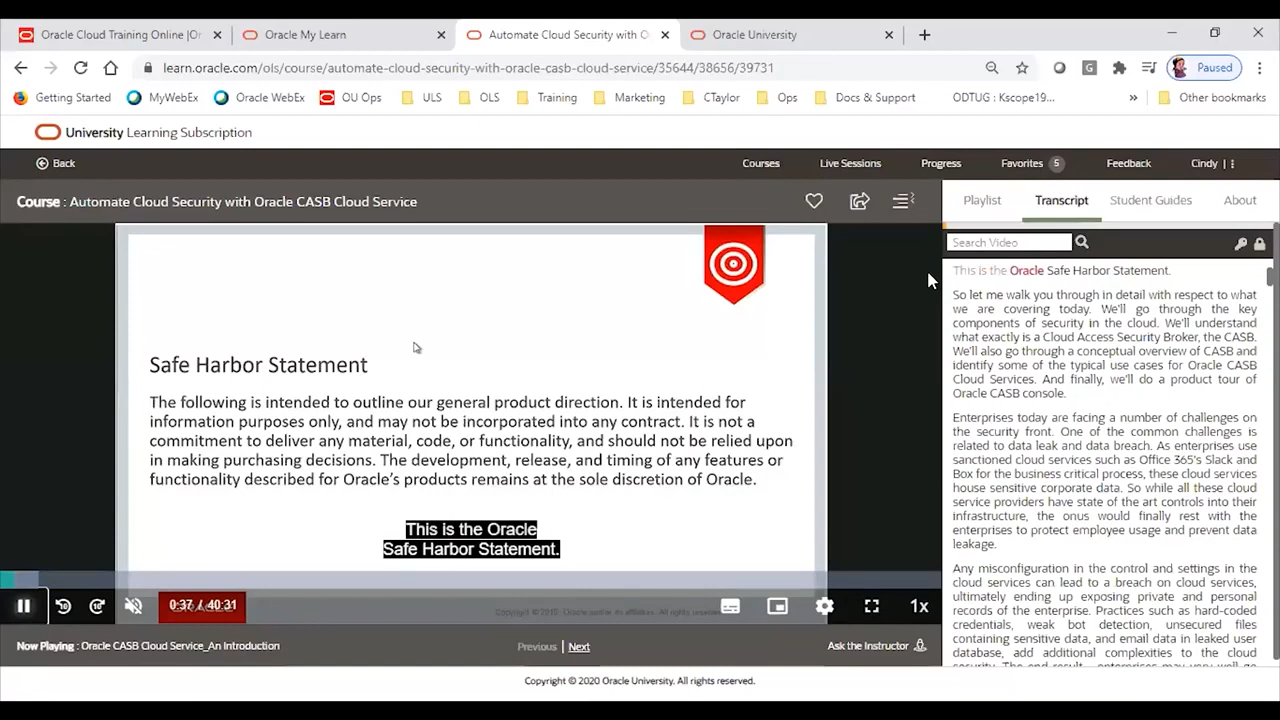 Oracle Cloud Training Online |Or
Oracle My Learn
Automate Cloud Security with O
Oracle University
learn.oracle.com/ols/course/automate-cloud-security-with-oracle-casb-cloud-service/35644/38656/39731
Paused
Getting Started
MyWebEx
Oracle WebEx
OU Ops
ULS
OLS
Training
Marketing
CTaylor
Ops
Docs & Support
ODTUG : Kscope19...
»
Other bookmarks
University Learning Subscription
Back
Courses
Live Sessions
Progress
Favorites 5
Feedback
Cindy
Course : Automate Cloud Security with Oracle CASB Cloud Service
Safe Harbor Statement
The following is intended to outline our general product direction. It is intended for
information purposes only, and may not be incorporated into any contract. It is not a
commitment to deliver any material, code, or functionality, and should not be relied upon
in making purchasing decisions. The development, release, and timing of any features or
functionality described for Oracle's products remains at the sole discretion of Oracle.
This is the Oracle
Safe Harbor Statement.
10
10
0:37 / 40:31
1x
Now Playing : Oracle CASB Cloud Service_An Introduction
Previous | Next
Ask the Instructor
Playlist
Transcript
Student Guides
About
Search Video
This is the Oracle Safe Harbor Statement.
So let me walk you through in detail with respect to what
we are covering today. We'll go through the key
components of security in the cloud. We'll understand
what exactly is a Cloud Access Security Broker, the CASB.
We'll also go through a conceptual overview of CASB and
identify some of the typical use cases for Oracle CASB
Cloud Services. And finally, we'll do a product tour of
Oracle CASB console.
Enterprises today are facing a number of challenges on
the security front. One of the common challenges is
related to data leak and data breach. As enterprises use
sanctioned cloud services such as Office 365's Slack and
Box for the business critical process, these cloud services
house sensitive corporate data. So while all these cloud
service providers have state of the art controls into their
infrastructure, the onus would finally rest with the
enterprises to protect employee usage and prevent data
leakage.
Any misconfiguration in the control and settings in the
cloud services can lead to a breach on cloud services,
ultimately ending up exposing private and personal
records of the enterprise. Practices such as hard-coded
credentials, weak bot detection, unsecured files
containing sensitive data, and email data in leaked user
database, add additional complexities to the cloud
security. The end result enterprises may very well go
Copyright © 2020 Oracle University. All rights reserved.